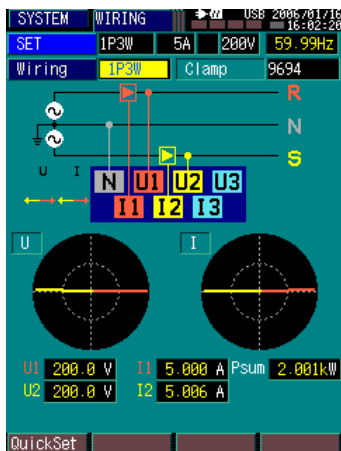 SYSTEM WIRING USB 2006/01/18
16:02:20
SET 1P3W 5A 200V 59.99Hz
Wiring 1P3W Clamp 9694
R
N
S
U I
N U1 U2 U3
I1 I2 I3
U I
U1 200.0 V I1 5.000 A Psum 2.001kW
U2 200.0 V I2 5.006 A
QuickSet